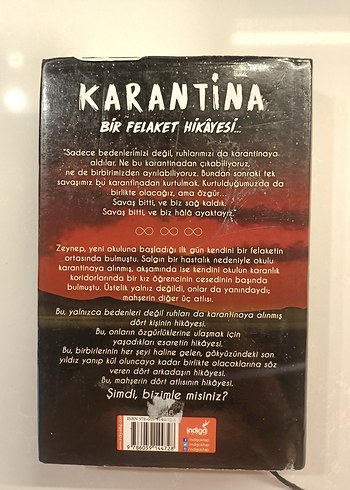 KARANTİNA
BİR FELAKET HİKÂYESİ...
"Sadece bedenlerimizi değil, ruhlarımızı da karantinaya
aldılar. Ne bu karantinadan çıkabiliyoruz,
ne de birbirimizden ayrılabiliyoruz. Bundan sonraki tek
savaşımız bu karantinadan kurtulmak. Kurtulduğumuzda da
birlikte olacağız, ama özgür...
Savaş bitti, ve biz sağ kaldık.
Savaş bitti, ve biz hâlâ ayaktayız."
Zeynep, yeni okuluna başladığı ilk gün kendini bir felaketin
ortasında bulmuştu. Salgın bir hastalık nedeniyle okulu
karantinaya alınmış, akşamında ise kendini okulun karanlık
koridorlarında bir kız öğrencinin cesedinin başında
bulmuştu. Üstelik yalnız değildi, onlar da yanındaydı;
mahşerin diğer üç atlısı.
Bu, yalnızca bedenleri değil ruhları da karantinaya alınmış
dört kişinin hikâyesi.
Bu, onların özgürlüklerine ulaşmak için
yaşadıkları esaretin hikâyesi.
Bu, birbirlerinin her şeyi haline gelen, gökyüzündeki son
yıldız yanıp kül oluncaya kadar birlikte olacaklarına söz
veren dört arkadaşın hikâyesi.
Bu, mahşerin dört atlısının hikâyesi.
Şimdi, bizimle misiniz?
indigo
9 786059 144728